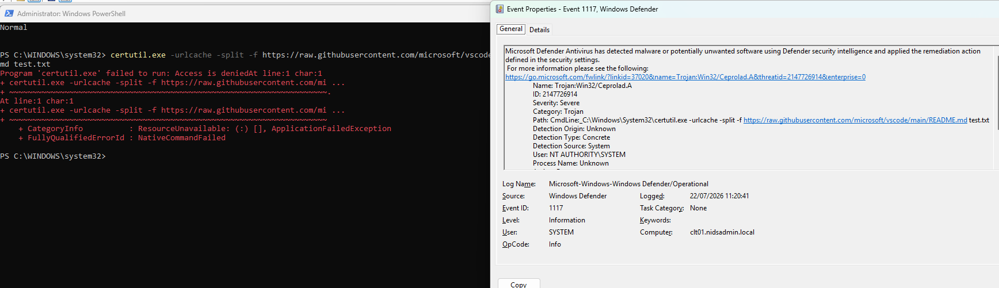 Administrator: Windows PowerShell
Normal
PS C:\WINDOWS\system32> certutil.exe -urlcache -split -f https://raw.githubusercontent.com/microsoft/vscode
md test.txt
Program 'certutil.exe' failed to run: Access is deniedAt line:1 char:1
+ certutil.exe -urlcache -split -f https://raw.githubusercontent.com/mi ...
+ ~~~~~~~~~~~~~~~~~~~~~~~~~~~~~~~~~~~~~~~~~~~~~~~~~~~~~~~~~~~~~~~~~~~~~.
At line:1 char:1
+ certutil.exe -urlcache -split -f https://raw.githubusercontent.com/mi ...
+ ~~~~~~~~~~~~~~~~~~~~~~~~~~~~~~~~~~~~~~~~~~~~~~~~~~~~~~~~~~~~~~~~~~~~~
+ CategoryInfo : ResourceUnavailable: (:) [], ApplicationFailedException
+ FullyQualifiedErrorId : NativeCommandFailed
PS C:\WINDOWS\system32>
Event Properties - Event 1117, Windows Defender
General Details
Microsoft Defender Antivirus has detected malware or potentially unwanted software using Defender security intelligence and applied the remediation action
defined in the security settings.
For more information please see the following:
https://go.microsoft.com/fwlink/?linkid=37020&name=Trojan:Win32/Ceprolad.A&threatid=2147726914&enterprise=0
Name: Trojan:Win32/Ceprolad.A
ID: 2147726914
Severity: Severe
Category: Trojan
Path: CmdLine:_C:\Windows\System32\certutil.exe -urlcache -split -f https://raw.githubusercontent.com/microsoft/vscode/main/README.md test.txt
Detection Origin: Unknown
Detection Type: Concrete
Detection Source: System
User: NT AUTHORITY\SYSTEM
Process Name: Unknown
Log Name: Microsoft-Windows-Windows Defender/Operational
Source: Windows Defender Logged: 22/07/2026 11:20:41
Event ID: 1117 Task Category: None
Level: Information Keywords:
User: SYSTEM Computer: clt01.nidsadmin.local
OpCode: Info
Copy